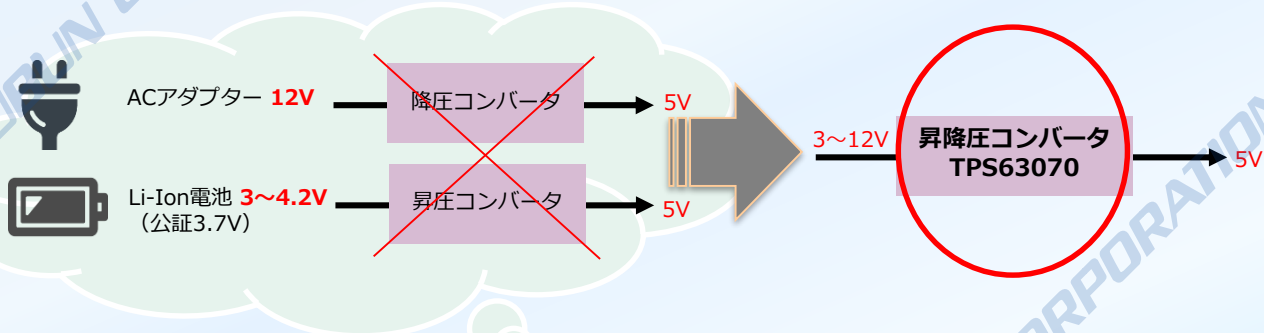 ACアダプター 12V
降圧コンバータ
5V
Li-Ion電池 3～4.2V
（公証3.7V）
昇圧コンバータ
5V
3～12V
昇降圧コンバータ
TPS63070
5V
RPORATION